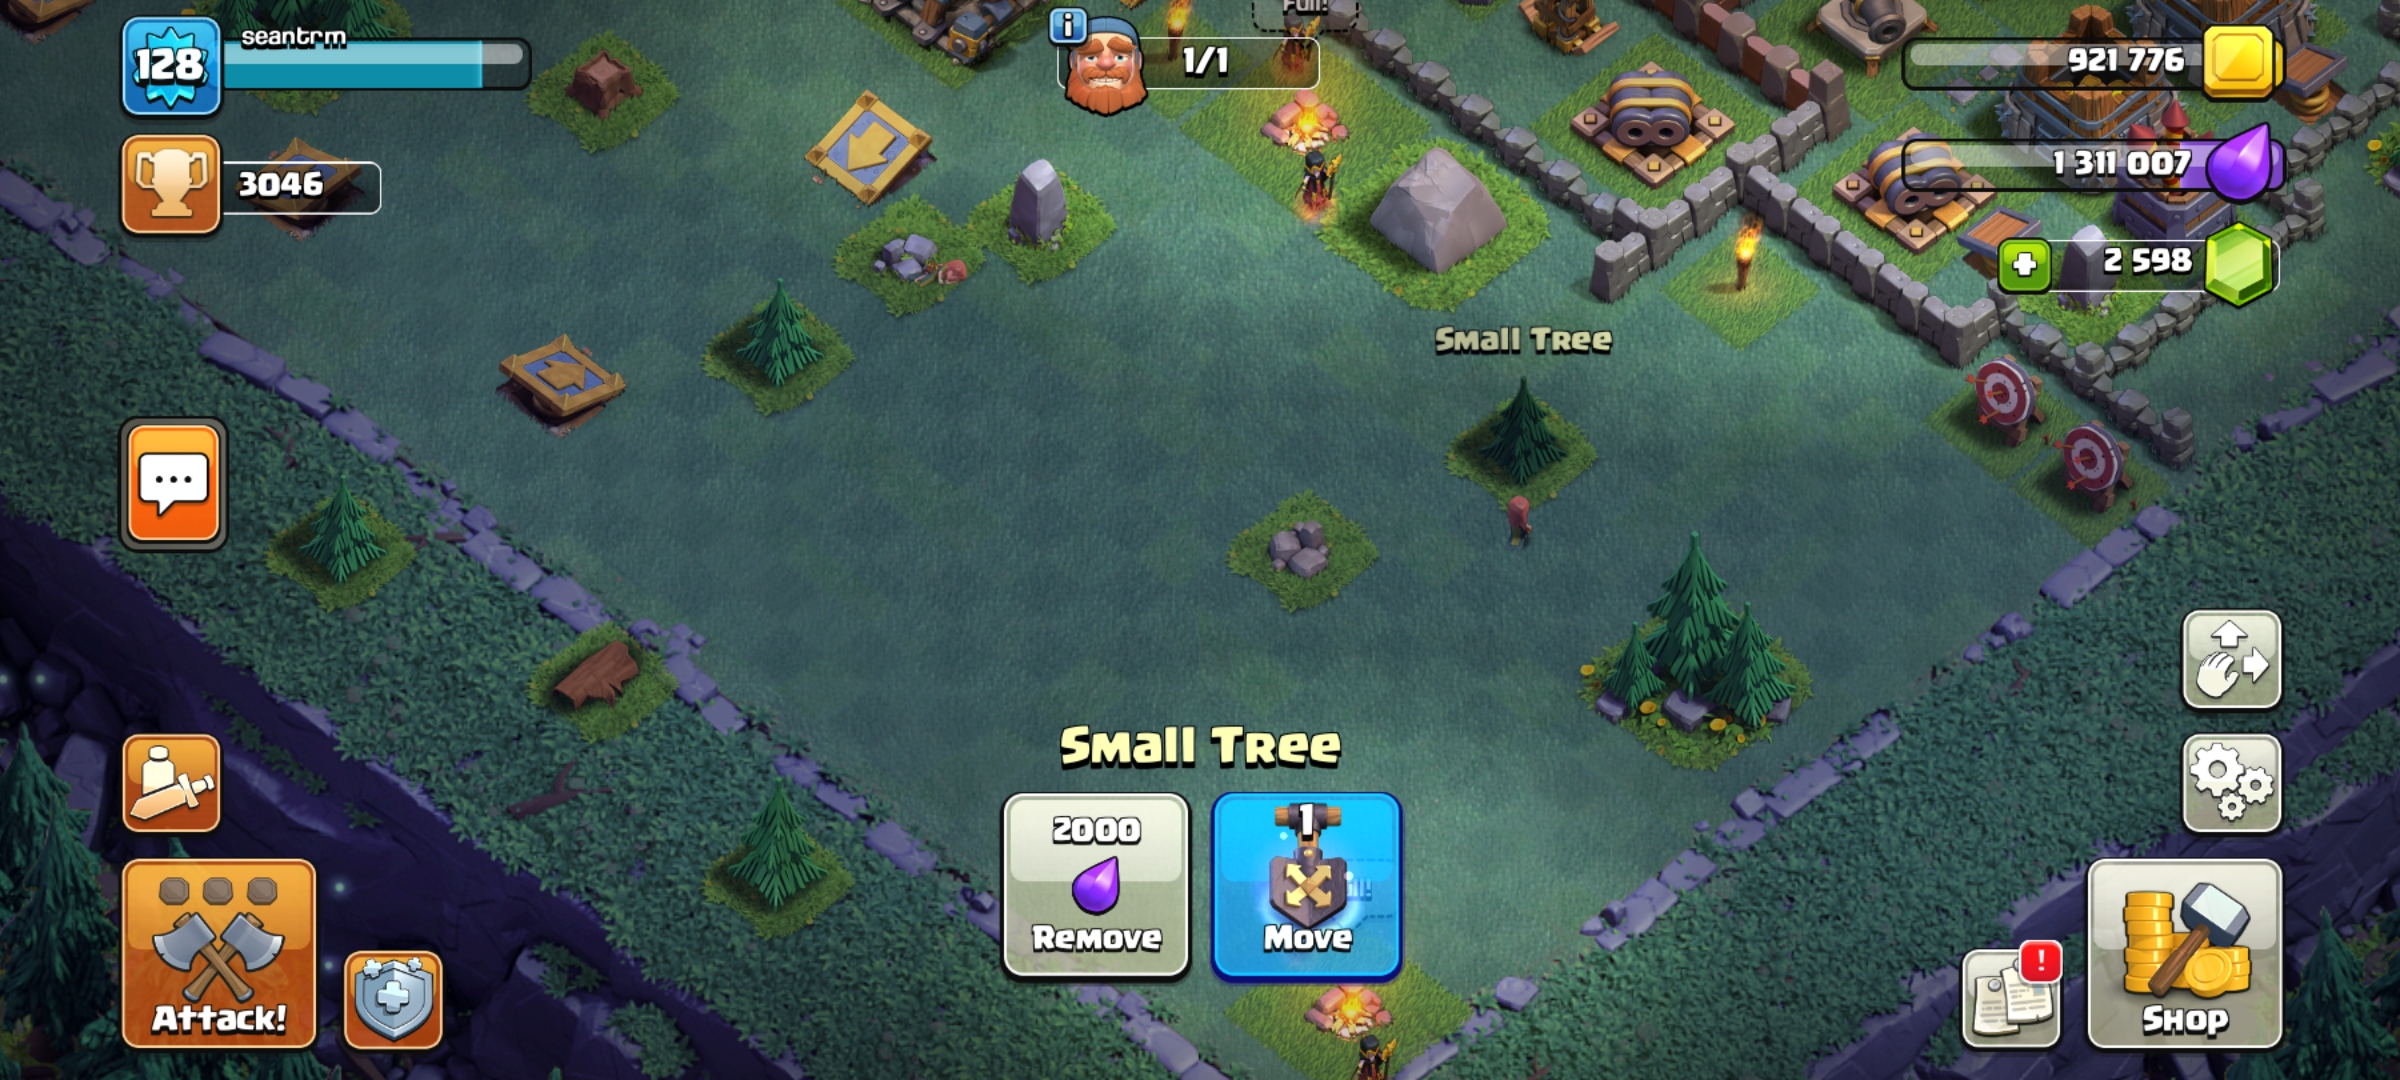 Full!
128
seantrm
1/1
921 776
3046
1 311 007
2 598
Small Tree
Small Tree
2000
1
Remove
Move
!
Attack!
Shop